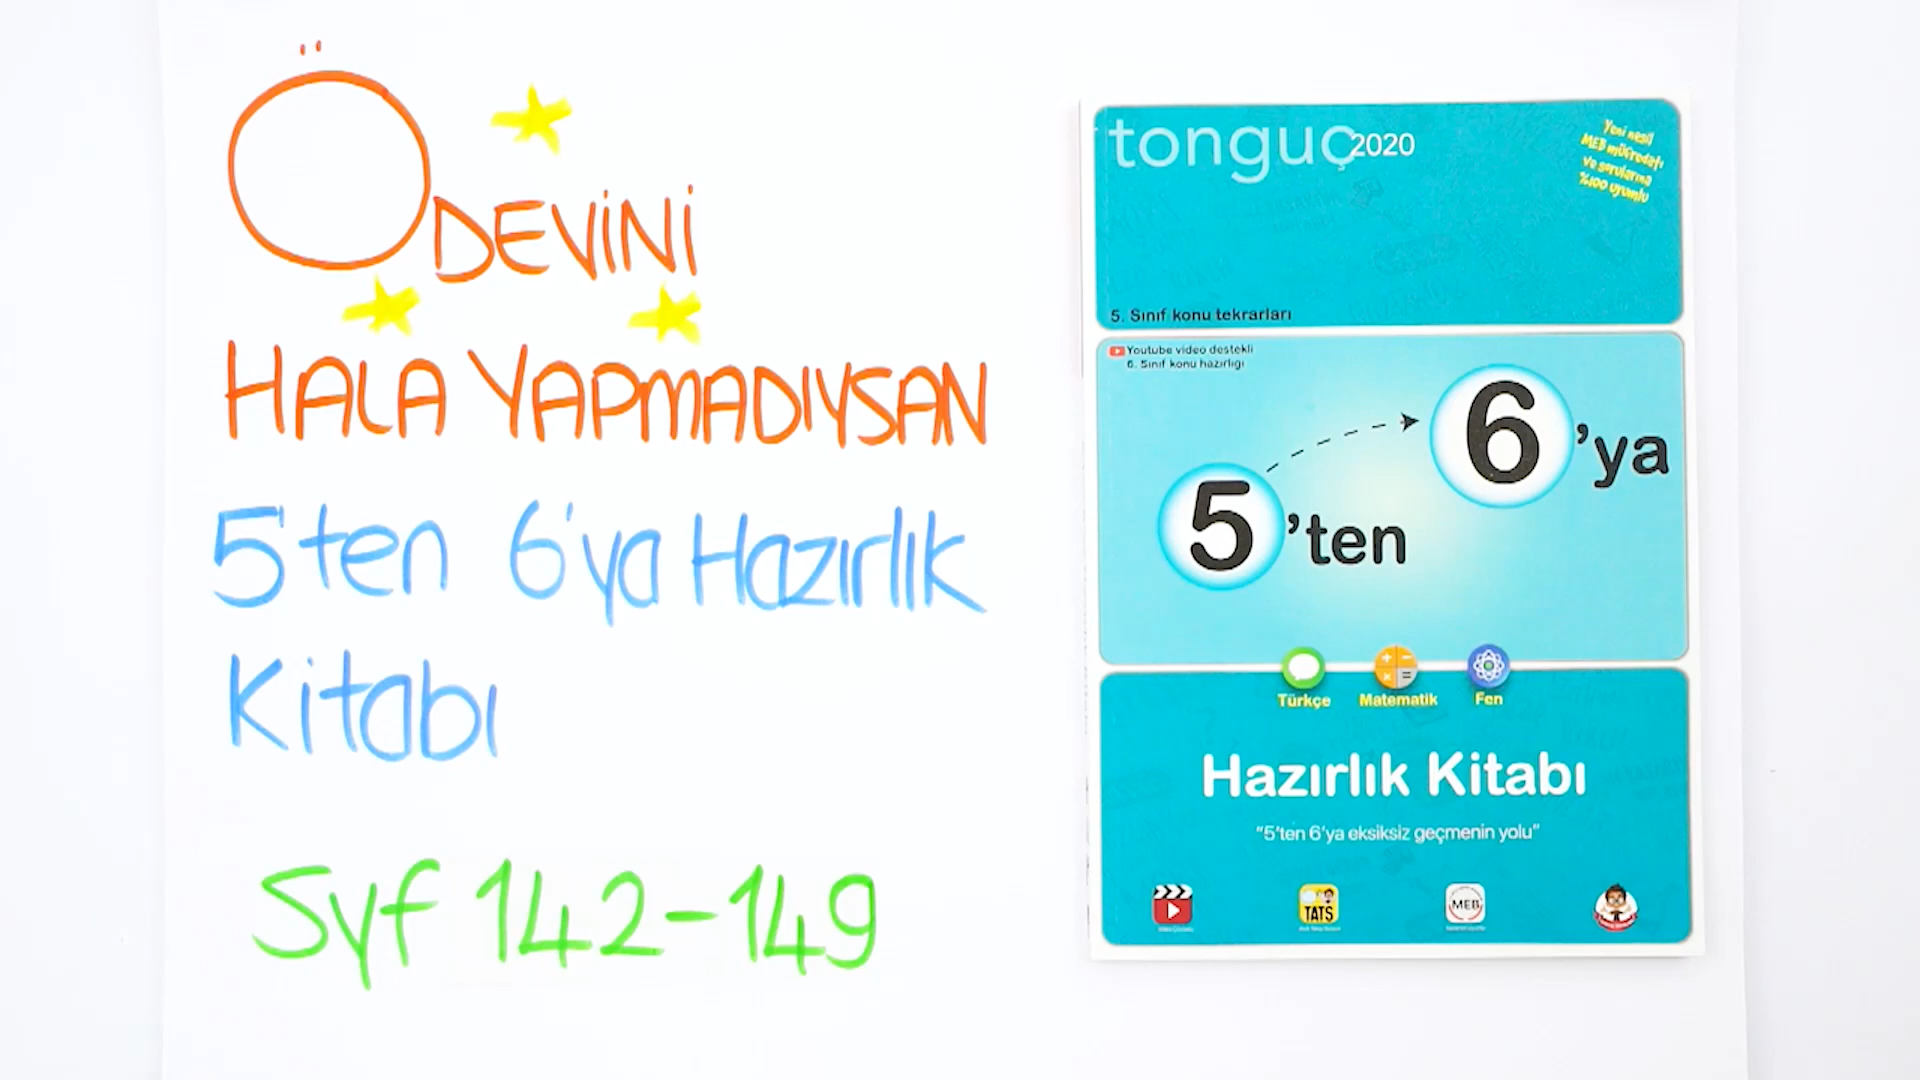 ÖDEVİNİ
HALA YAPMADIYSAN
5'ten 6'ya Hazırlık
Kitabı
Syf 142-149
tonguç 2020
Yeni nesil
MEB müfredatı
ve sorularına
%100 uyumlu
5. Sınıf konu tekrarları
Youtube video destekli
6. Sınıf konu hazırlığı
5'ten
6'ya
Türkçe Matematik Fen
Hazırlık Kitabı
"5'ten 6'ya eksiksiz geçmenin yolu"
TATS
MEB